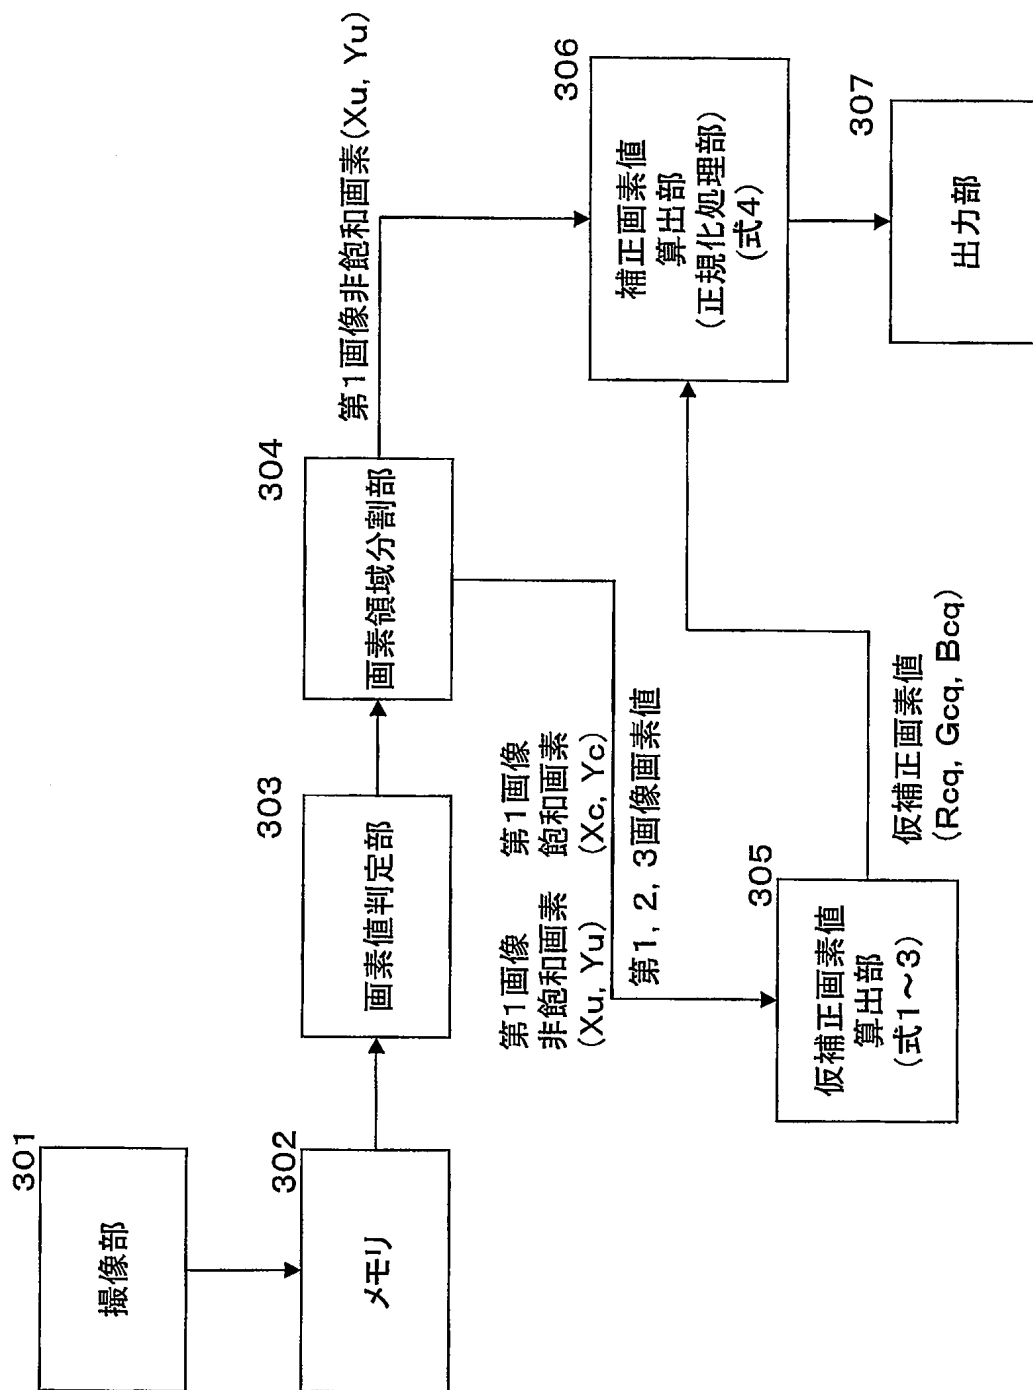 301
撮像部
302
メモリ
303
画素値判定部
304
画素領域分割部
第1画像非飽和画素(Xu, Yu)
第1画像
非飽和画素
(Xu, Yu)
第1画像
飽和画素
(Xc, Yc)
第1, 2, 3画像画素値
305
仮補正画素値
算出部
(式1～3)
仮補正画素値
(Rcq, Gcq, Bcq)
306
補正画素値
算出部
(正規化処理部)
(式4)
307
出力部